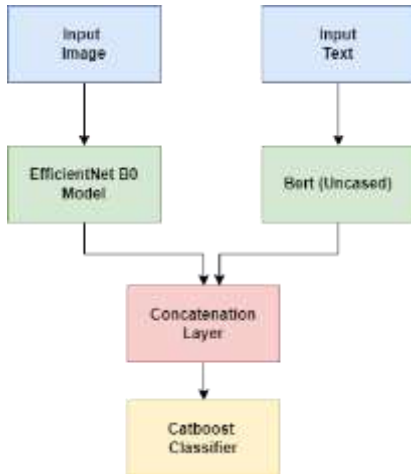 Input
Image
Input
Text
EfficientNet B0
Model
Bert (Uncased)
Concatenation
Layer
Catboost
Classifier